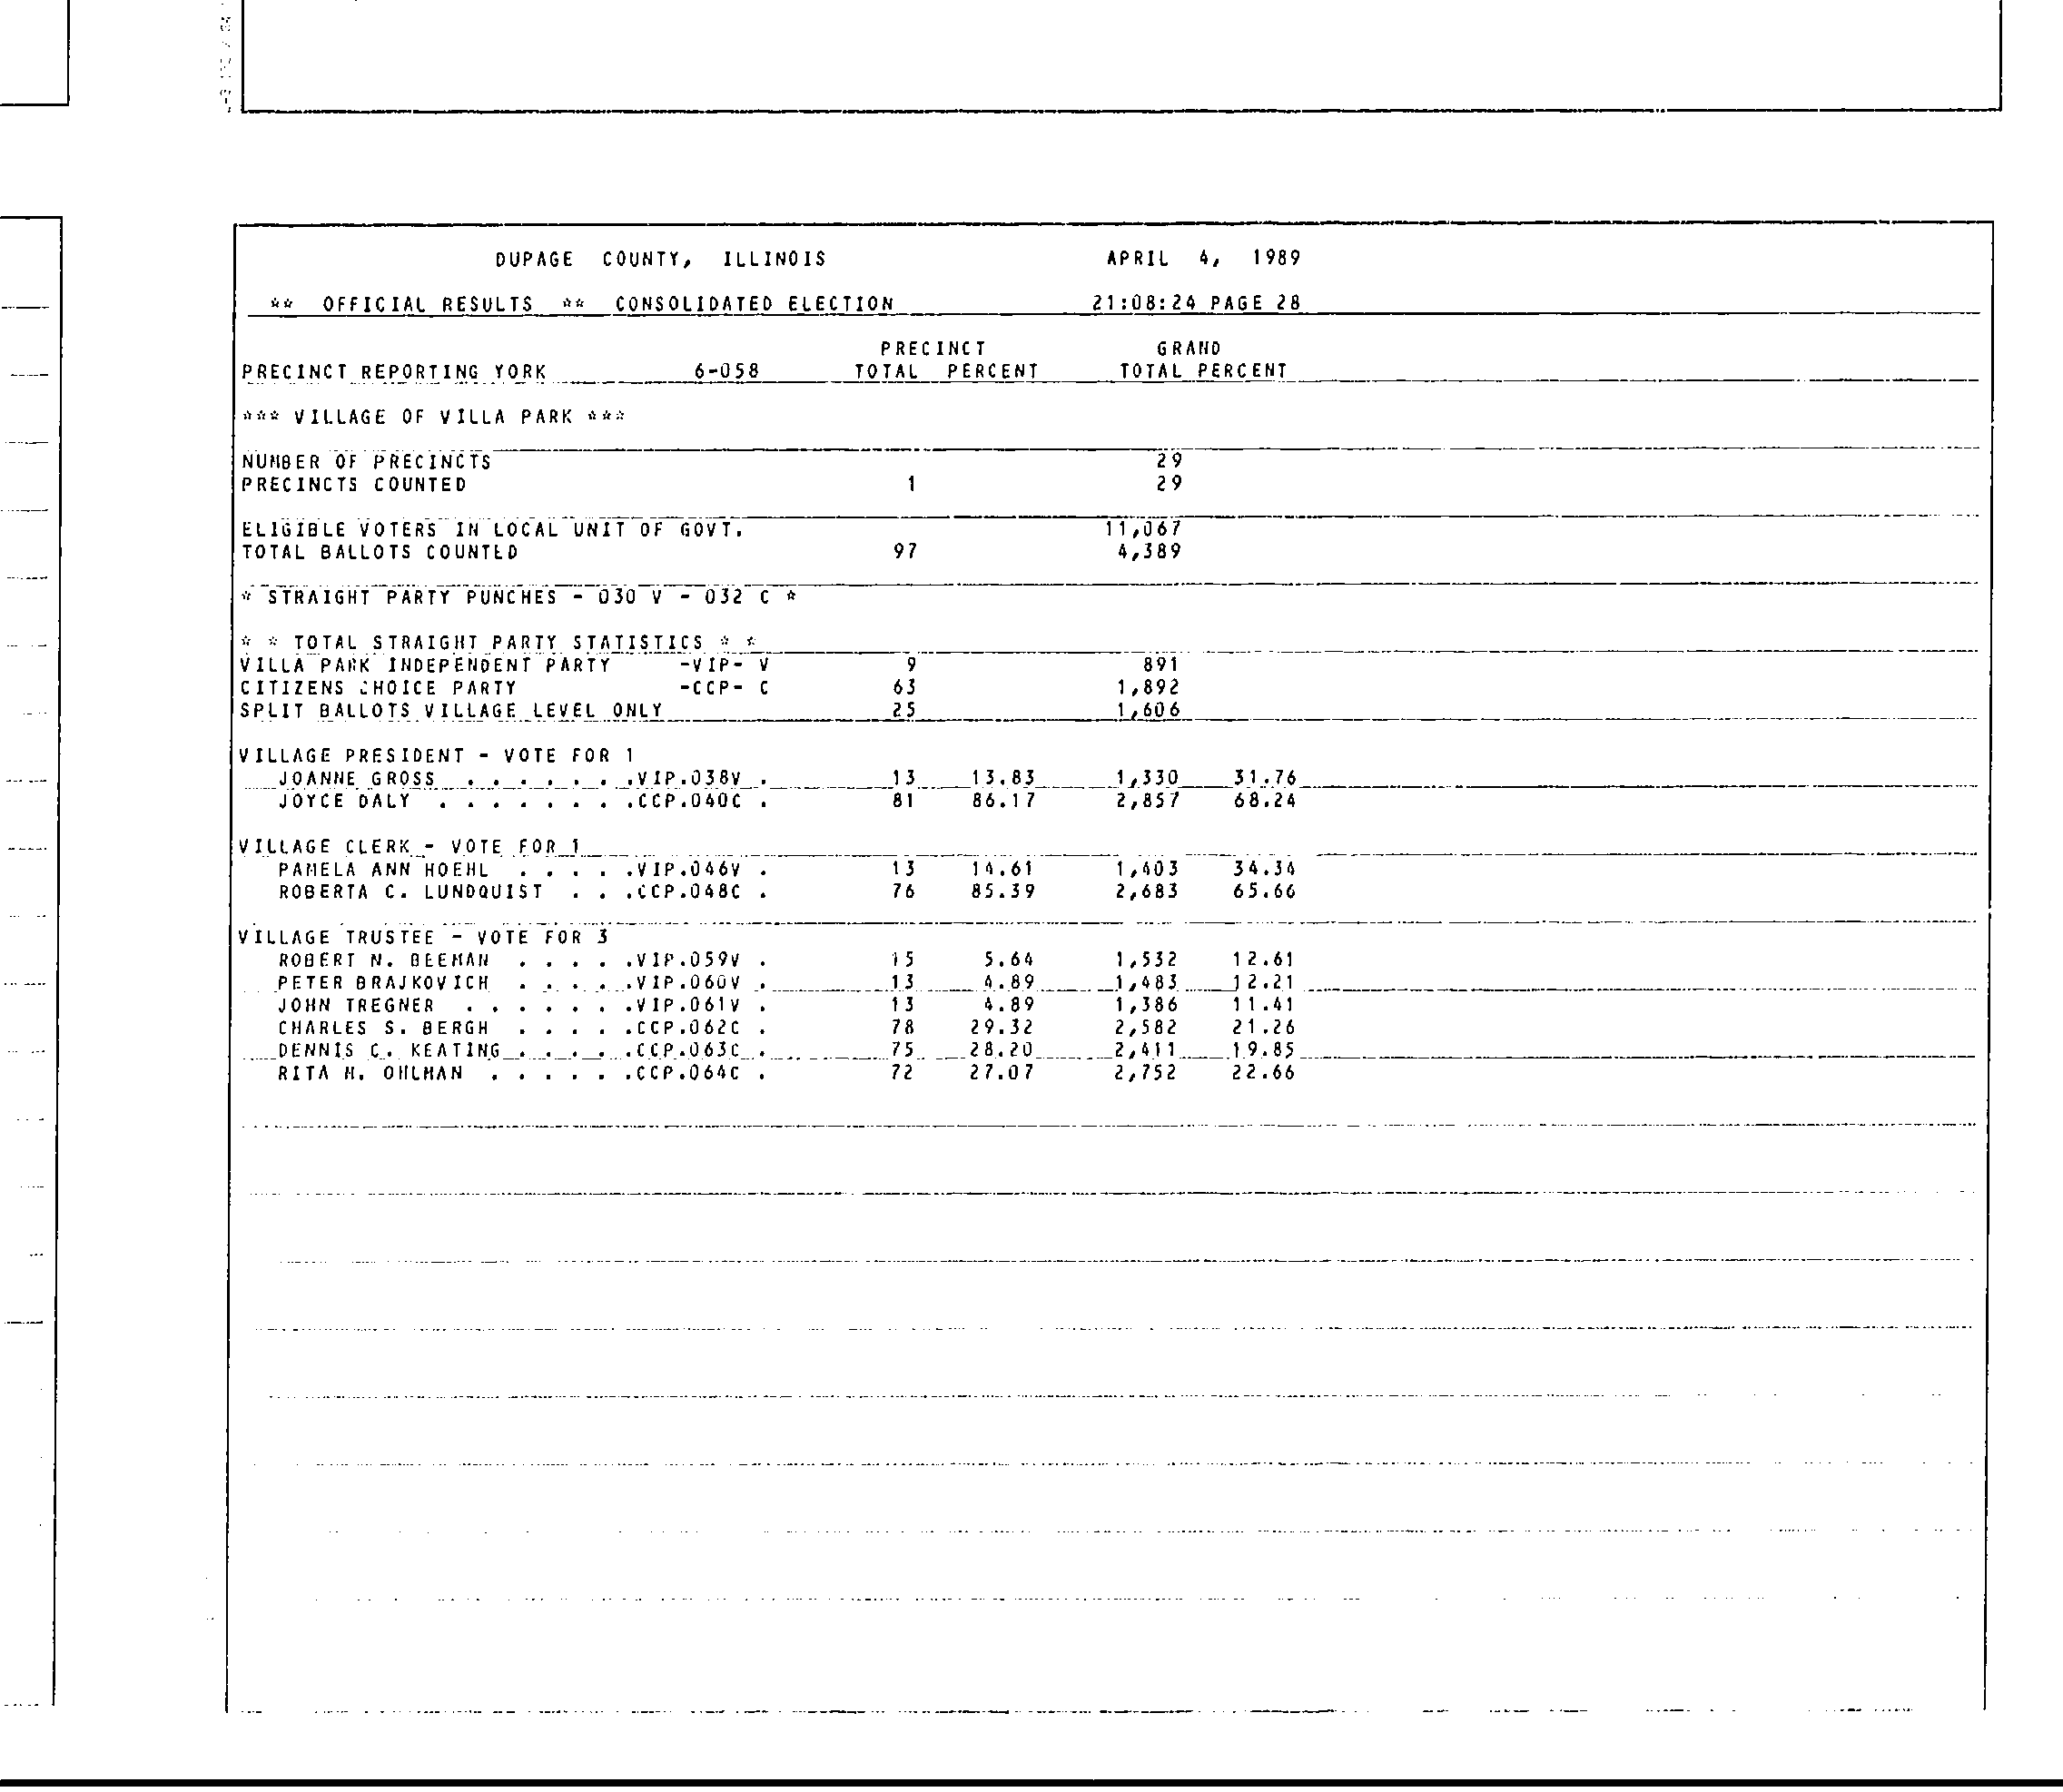 DUPAGE COUNTY, ILLINOIS APRIL 4, 1989
** OFFICIAL RESULTS ** CONSOLIDATED ELECTION 21:08:24 PAGE 28
PRECINCT GRAND
PRECINCT REPORTING YORK 6-058 TOTAL PERCENT TOTAL PERCENT
*** VILLAGE OF VILLA PARK ***
NUMBER OF PRECINCTS 29
PRECINCTS COUNTED 1 29
ELIGIBLE VOTERS IN LOCAL UNIT OF GOVT. 11,067
TOTAL BALLOTS COUNTED 97 4,389
* STRAIGHT PARTY PUNCHES - 030 V - 032 C *
* * TOTAL STRAIGHT PARTY STATISTICS * *
VILLA PARK INDEPENDENT PARTY -VIP- V 9 891
CITIZENS CHOICE PARTY -CCP- C 63 1,892
SPLIT BALLOTS VILLAGE LEVEL ONLY 25 1,606
VILLAGE PRESIDENT - VOTE FOR 1
JOANNE GROSS . . . . . . .VIP.038V . 13 13.83 1,330 31.76
JOYCE DALY . . . . . . . .CCP.040C . 81 86.17 2,857 68.24
VILLAGE CLERK - VOTE FOR 1
PAMELA ANN HOEHL . . . . .VIP.046V . 13 14.61 1,403 34.34
ROBERTA C. LUNDQUIST . . .CCP.048C . 76 85.39 2,683 65.66
VILLAGE TRUSTEE - VOTE FOR 3
ROBERT N. BEEMAN . . . . .VIP.059V . 15 5.64 1,532 12.61
PETER BRAJKOVICH . . . . .VIP.060V . 13 4.89 1,483 12.21
JOHN TREGNER . . . . . . .VIP.061V . 13 4.89 1,386 11.41
CHARLES S. BERGH . . . . .CCP.062C . 78 29.32 2,582 21.26
DENNIS C. KEATING . . . . .CCP.063C . 75 28.20 2,411 19.85
RITA H. OHLMAN . . . . . .CCP.064C . 72 27.07 2,752 22.66